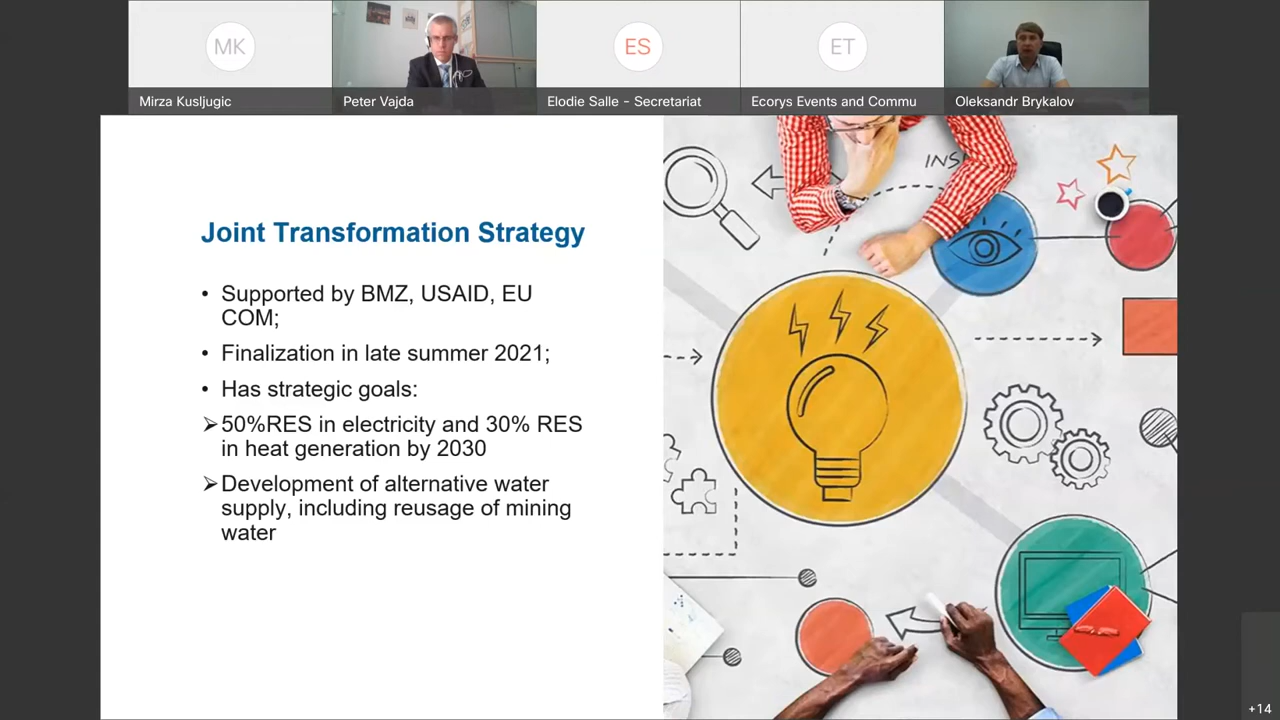 MK
ES
ET
Mirza Kusljugic
Peter Vajda
Elodie Salle - Secretariat
Ecorys Events and Commu
Oleksandr Brykalov
Joint Transformation Strategy
• Supported by BMZ, USAID, EU
COM;
• Finalization in late summer 2021;
• Has strategic goals:
➢50%RES in electricity and 30% RES
in heat generation by 2030
➢Development of alternative water
supply, including reusage of mining
water
INS
+14